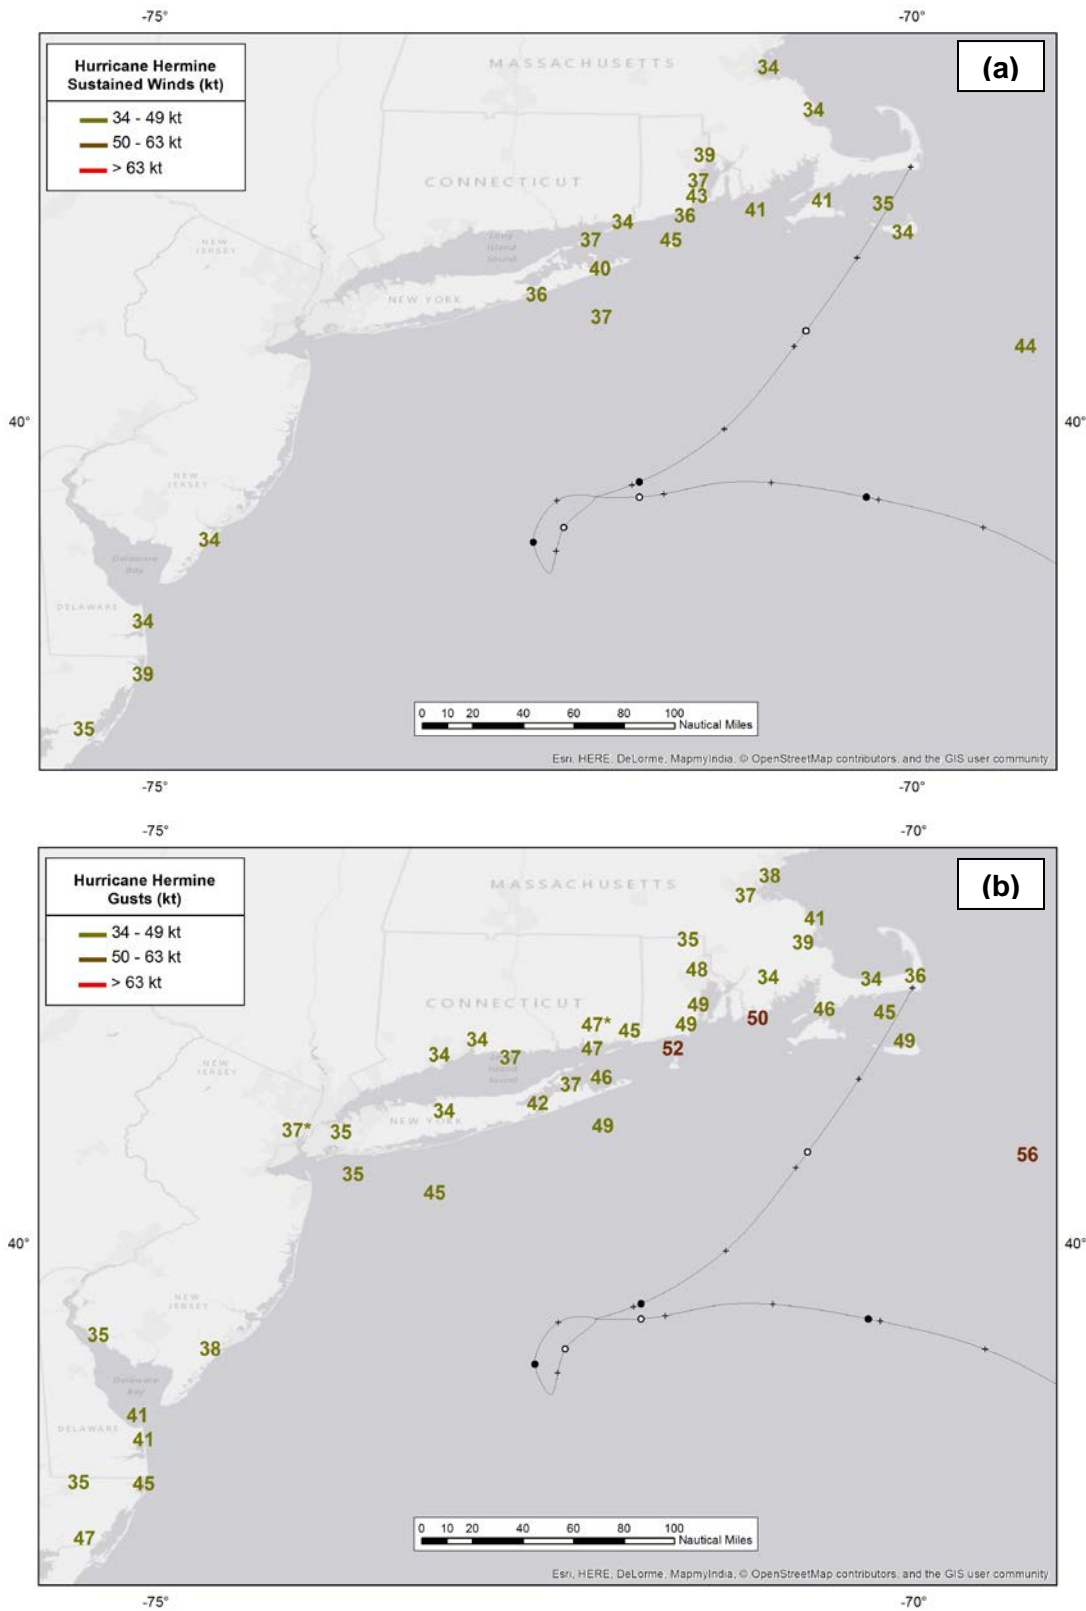 -75°
-70°
Hurricane Hermine
Sustained Winds (kt)
34 - 49 kt
50 - 63 kt
> 63 kt
(a)
MASSACHUSETTS
34
34
39
CONNECTICUT
37
43
36
41
41
35
34
34
45
37
Long
Island
Sound
NEW
JERSEY
40
36
NEW YORK
37
44
40°
40°
NEW
JERSEY
34
Delaware
Bay
DELAWARE
34
39
35
0 10 20 40 60 80 100
Nautical Miles
Esri, HERE, DeLorme, MapmyIndia, © OpenStreetMap contributors, and the GIS user community
-75°
-70°
-75°
-70°
Hurricane Hermine
Gusts (kt)
34 - 49 kt
50 - 63 kt
> 63 kt
(b)
MASSACHUSETTS
38
37
41
35
39
48
34
34
36
CONNECTICUT
49
46
45
47*
45
49
50
49
34
34
37
47
52
Island
Sound
NEW
JERSEY
37
46
34
42
NEW YORK
49
37*
35
56
35
45
40°
40°
NEW
JERSEY
35
38
Delaware
Bay
41
DELAWARE
41
35
45
47
0 10 20 40 60 80 100
Nautical Miles
Esri, HERE, DeLorme, MapmyIndia, © OpenStreetMap contributors, and the GIS user community
-75°
-70°